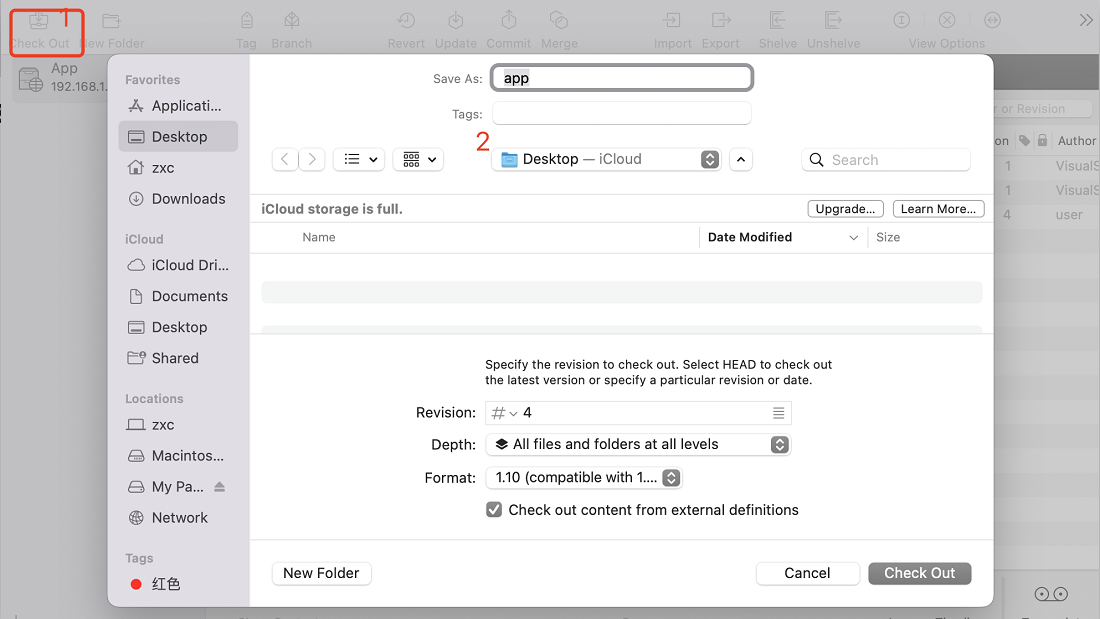 1
Check Out New Folder Tag Branch Revert Update Commit Merge Import Export Shelve Unshelve View Options
App
192.168.1.
or Revision
on Author
1 VisualS
1 VisualS
4 user
Favorites
Applicati...
Desktop
zxc
Downloads
iCloud
iCloud Dri...
Documents
Desktop
Shared
Locations
zxc
Macintos...
My Pa...
Network
Tags
红色
Save As: app
Tags:
2
Desktop — iCloud
Search
iCloud storage is full.
Upgrade... Learn More...
Name Date Modified Size
Specify the revision to check out. Select HEAD to check out
the latest version or specify a particular revision or date.
Revision: # 4
Depth: All files and folders at all levels
Format: 1.10 (compatible with 1....
Check out content from external definitions
New Folder Cancel Check Out